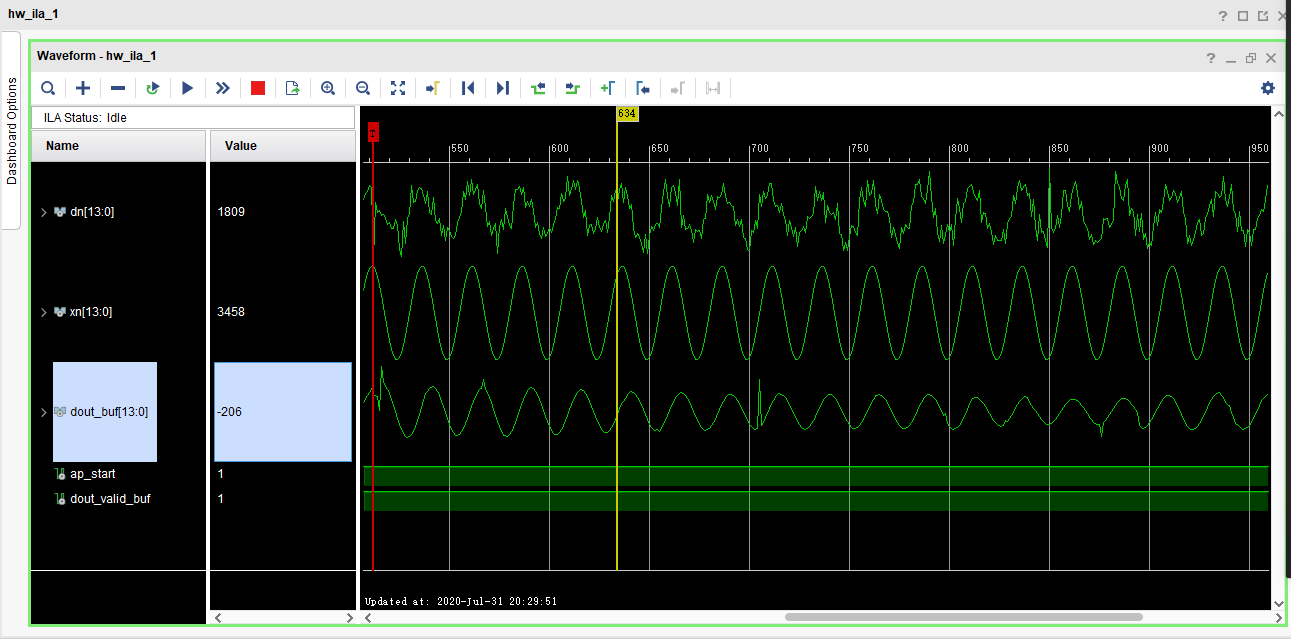 hw_ila_1
Dashboard Options
Waveform - hw_ila_1
ILA Status: Idle
Name Value
634
T
550 600 650 700 750 800 850 900 950
dn[13:0] 1809
xn[13:0] 3458
dout_buf[13:0] -206
ap_start 1
dout_valid_buf 1
Updated at: 2020-Jul-31 20:29:51